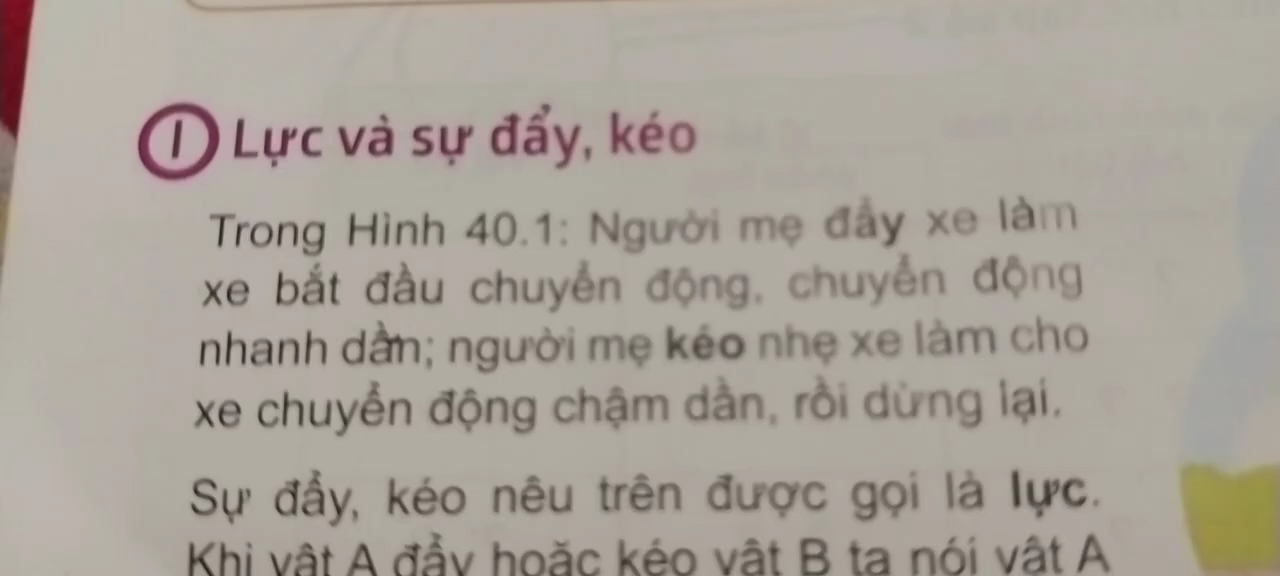 I Lực và sự đẩy, kéo
Trong Hình 40.1: Người mẹ đẩy xe làm
xe bắt đầu chuyển động, chuyển động
nhanh dần; người mẹ kéo nhẹ xe làm cho
xe chuyển động chậm dần, rồi dừng lại.
Sự đẩy, kéo nêu trên được gọi là lực.
Khi vật A đẩy hoặc kéo vật B ta nói vật A